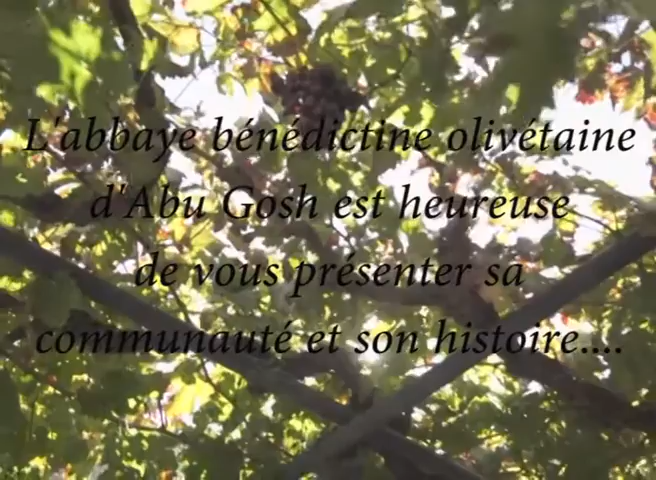 L'abbaye bénédictine olivétaine
d'Abu Gosh est heureuse
de vous présenter sa
communauté et son histoire....